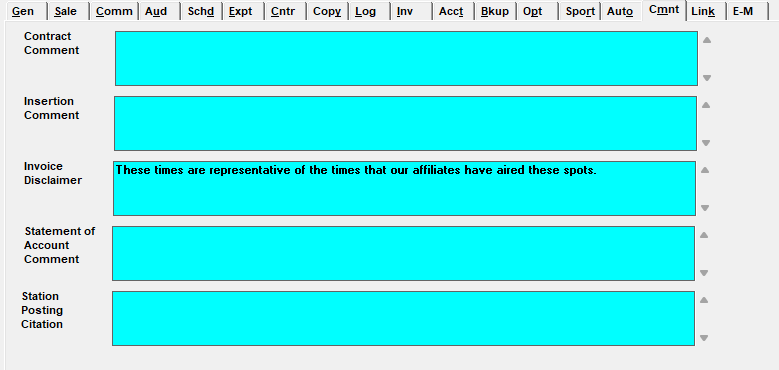 Gen Sale Comm Aud Schd Expt Cntr Copy Log Inv Acct Bkup Opt Sport Auto Cmnt Link E-M
Contract
Comment
Insertion
Comment
Invoice
Disclaimer
These times are representative of the times that our affiliates have aired these spots.
Statement of
Account
Comment
Station
Posting
Citation